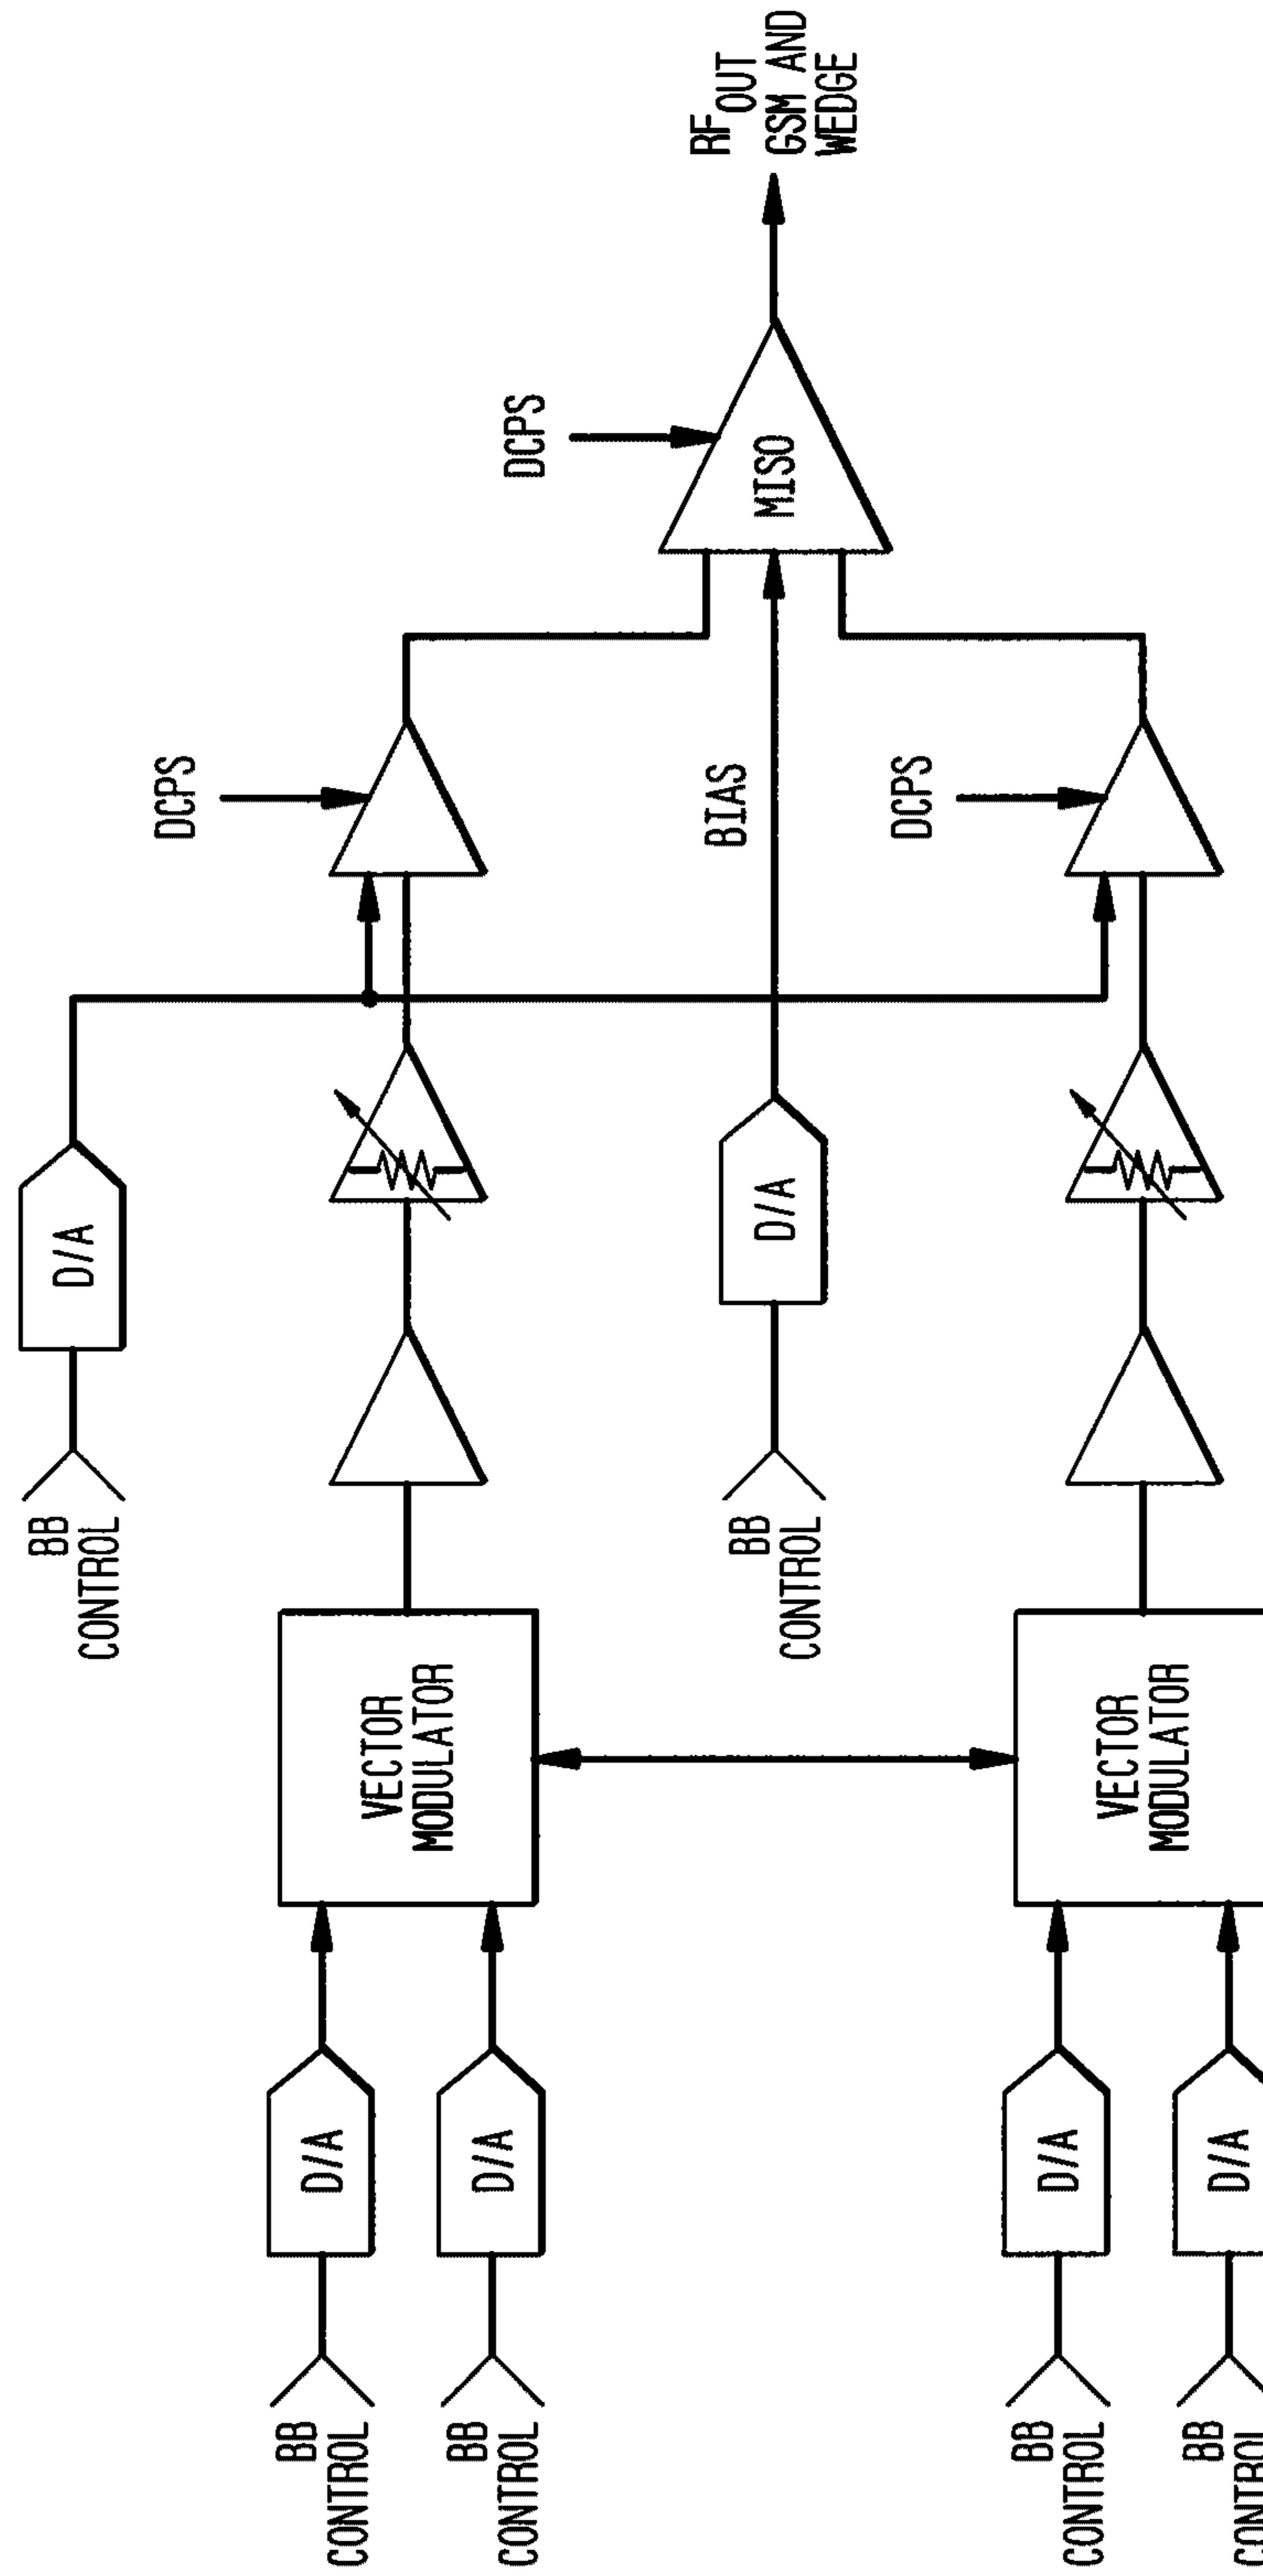 BB
CONTROL
D/A
BB
CONTROL
D/A
BB
CONTROL
D/A
VECTOR
MODULATOR
DCPS
BB
CONTROL
D/A
BIAS
DCPS
MISO
RF OUT
GSM AND
WEDGE
BB
CONTROL
D/A
BB
CONTROL
D/A
VECTOR
MODULATOR
DCPS